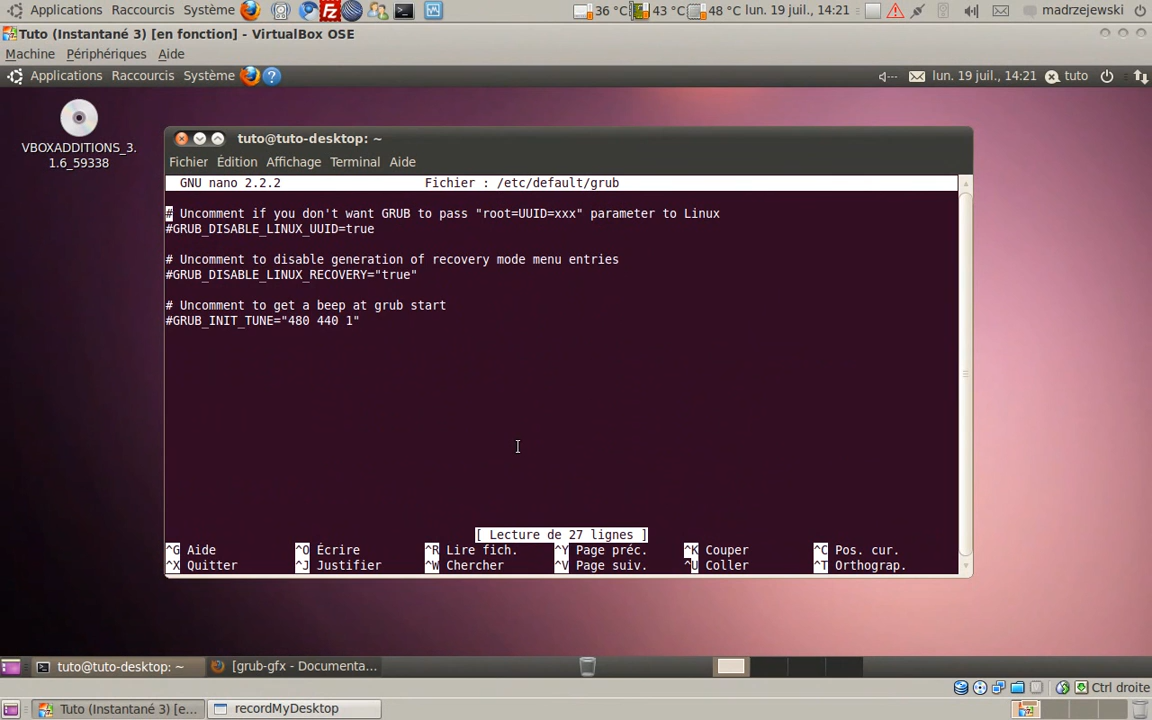 Applications Raccourcis Système 36 °C 43 °C 48 °C lun. 19 juil., 14:21 madrzejewski
Tuto (Instantané 3) [en fonction] - VirtualBox OSE
Machine Périphériques Aide
Applications Raccourcis Système lun. 19 juil., 14:21 tuto
VBOXADDITIONS_3.
1.6_59338
tuto@tuto-desktop: ~
Fichier Édition Affichage Terminal Aide
GNU nano 2.2.2 Fichier : /etc/default/grub
# Uncomment if you don't want GRUB to pass "root=UUID=xxx" parameter to Linux
#GRUB_DISABLE_LINUX_UUID=true
# Uncomment to disable generation of recovery mode menu entries
#GRUB_DISABLE_LINUX_RECOVERY="true"
# Uncomment to get a beep at grub start
#GRUB_INIT_TUNE="480 440 1"
[ Lecture de 27 lignes ]
^G Aide ^O Écrire ^R Lire fich. ^Y Page préc. ^K Couper ^C Pos. cur.
^X Quitter ^J Justifier ^W Chercher ^V Page suiv. ^U Coller ^T Orthograp.
tuto@tuto-desktop: ~ [grub-gfx - Documenta...
Ctrl droite
Tuto (Instantané 3) [e... recordMyDesktop